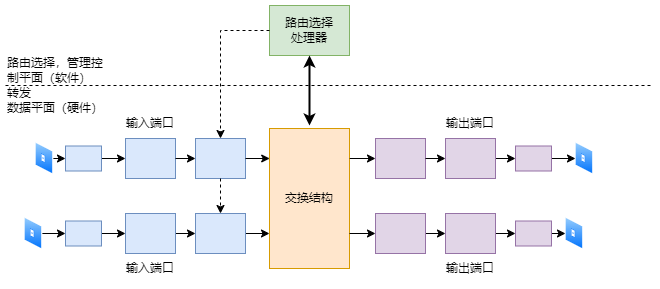 路由选择
处理器
路由选择，管理控
制平面（软件）
转发
数据平面（硬件）
输入端口
输出端口
交换结构
输入端口
输出端口